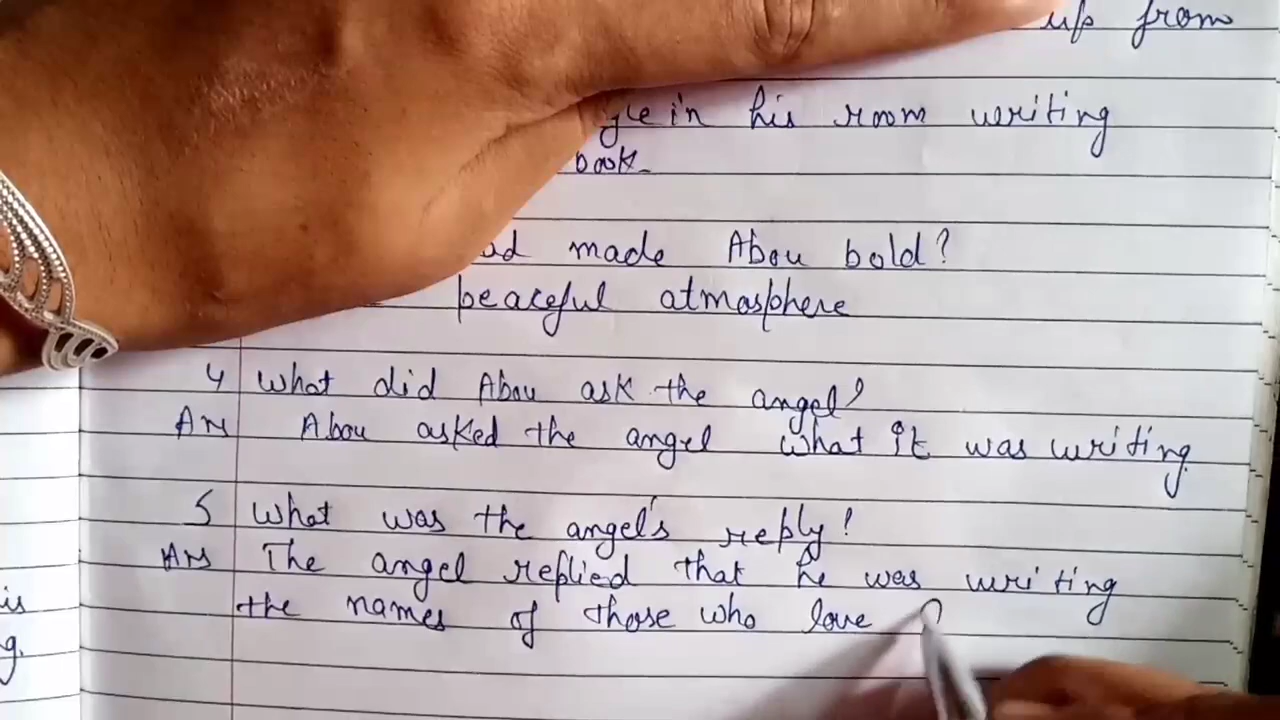 up from
in his room writing
book
made Abou bold?
peaceful atmosphere
4 What did Abou ask the angel?
Ans Abou asked the angel what it was writing.
5 What was the angel's reply?
Ans The angel replied that he was writing
is the names of those who love
g.